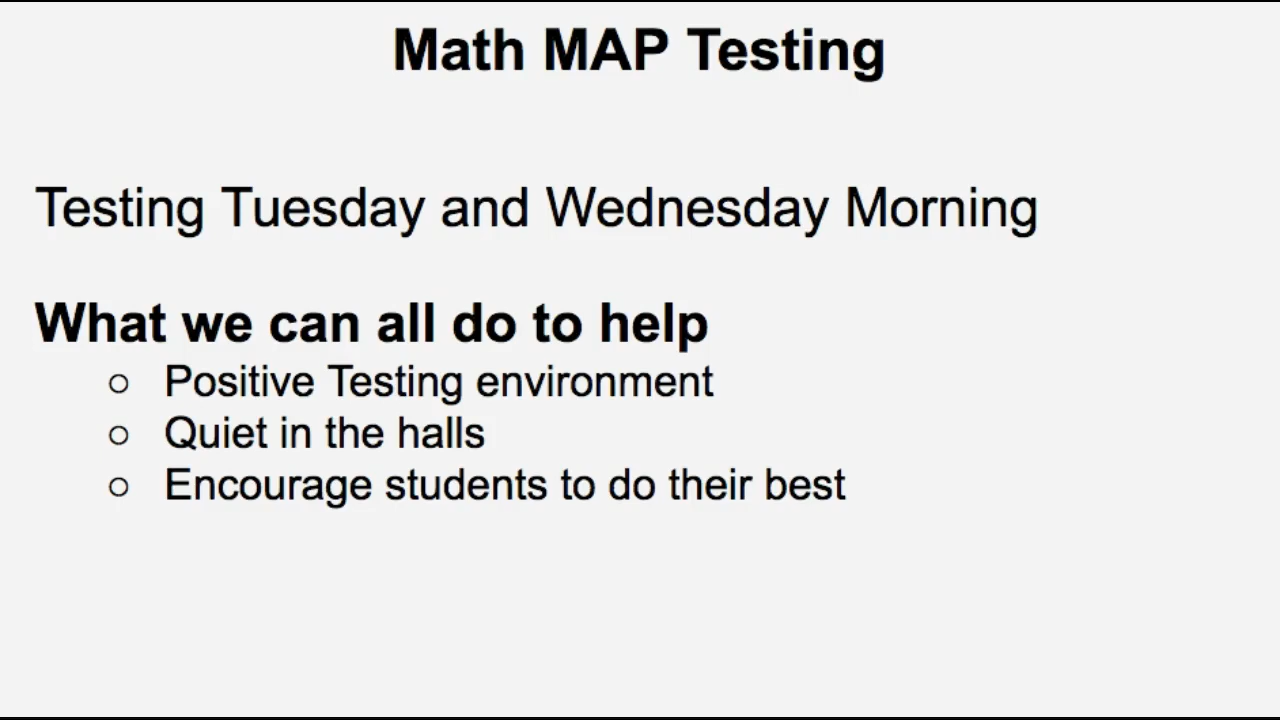 Math MAP Testing
Testing Tuesday and Wednesday Morning
What we can all do to help
○ Positive Testing environment
○ Quiet in the halls
○ Encourage students to do their best